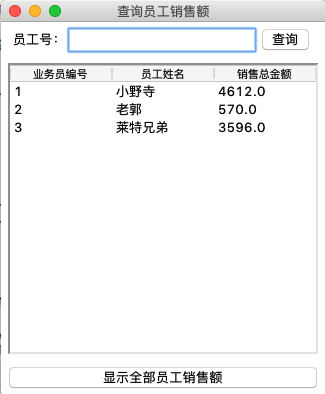 查询员工销售额
员工号： 查询
业务员编号 员工姓名 销售总金额
1 小野寺 4612.0
2 老郭 570.0
3 莱特兄弟 3596.0
显示全部员工销售额